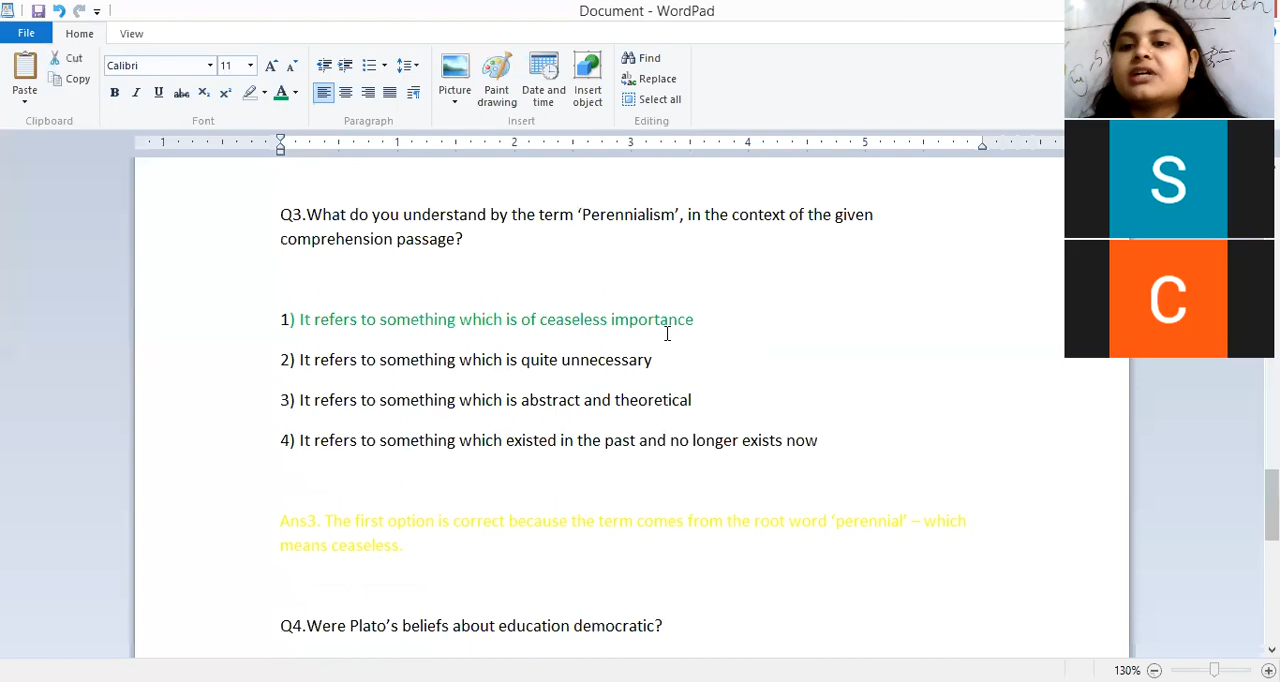 Document - WordPad
File
Home
View
Paste
Cut
Copy
Clipboard
Calibri
11
Font
Paragraph
Picture
Paint drawing
Date and time
Insert object
Insert
Find
Replace
Select all
Editing
1
1
2
3
4
5
Q3.What do you understand by the term ‘Perennialism’, in the context of the given
comprehension passage?
1) It refers to something which is of ceaseless importance
2) It refers to something which is quite unnecessary
3) It refers to something which is abstract and theoretical
4) It refers to something which existed in the past and no longer exists now
Ans3. The first option is correct because the term comes from the root word ‘perennial’ – which
means ceaseless.
Q4.Were Plato’s beliefs about education democratic?
S
C
130%